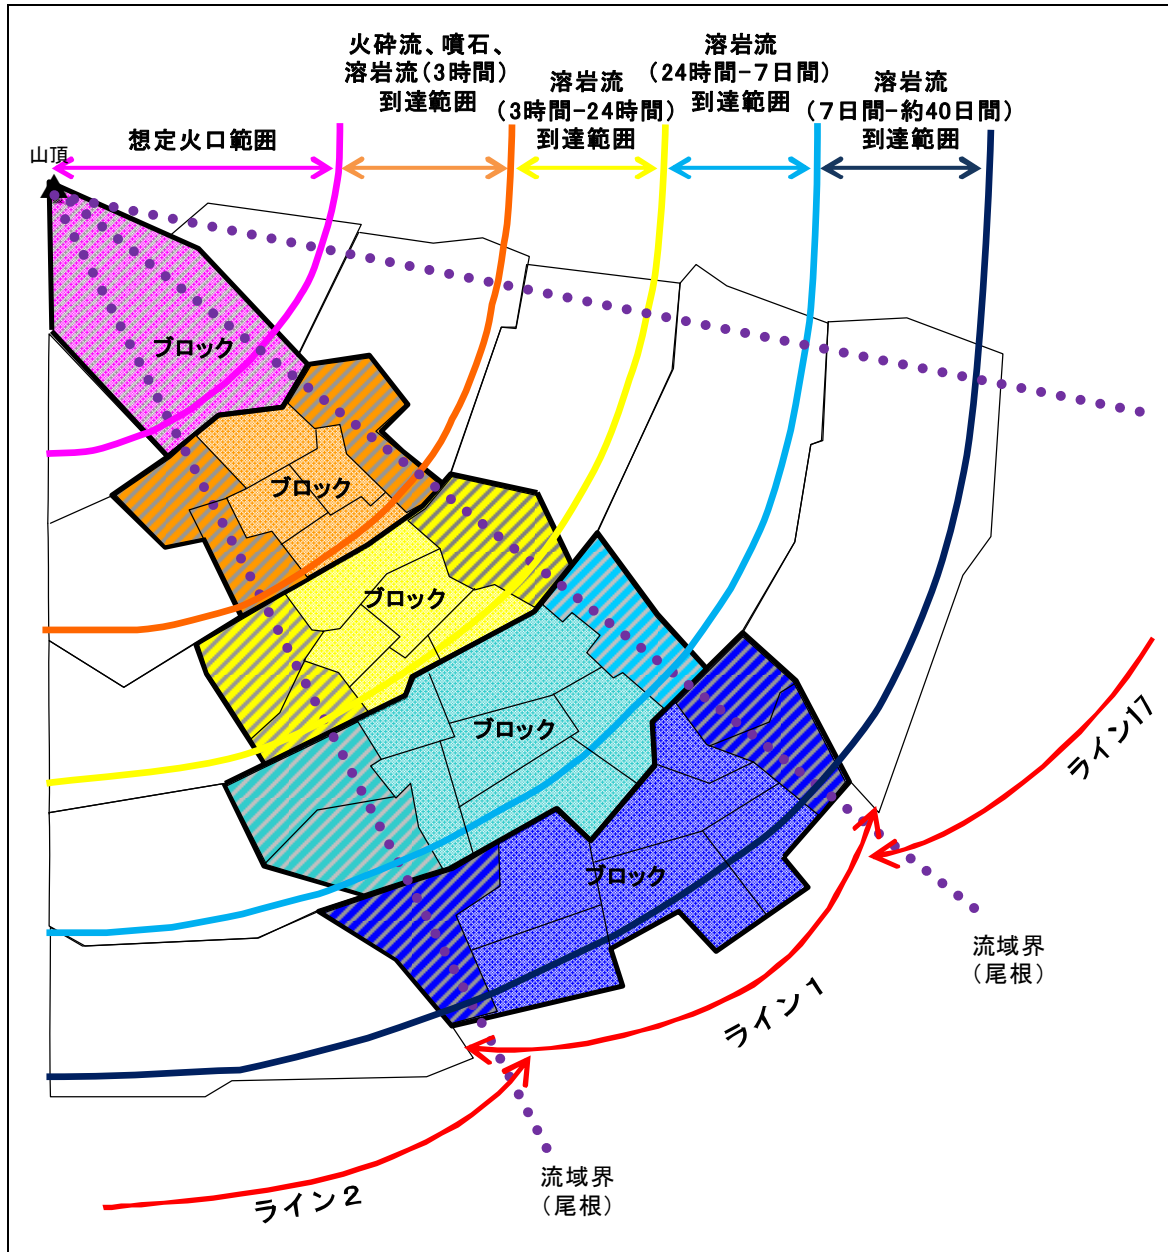 火砕流、噴石、
溶岩流(3時間)
到達範囲
溶岩流
(24時間-7日間)
到達範囲
溶岩流
(3時間-24時間)
到達範囲
溶岩流
(7日間-約40日間)
到達範囲
想定火口範囲
山頂
ブロック
ブロック
ブロック
ブロック
ブロック
ライン17
流域界
(尾根)
ライン1
流域界
(尾根)
ライン2